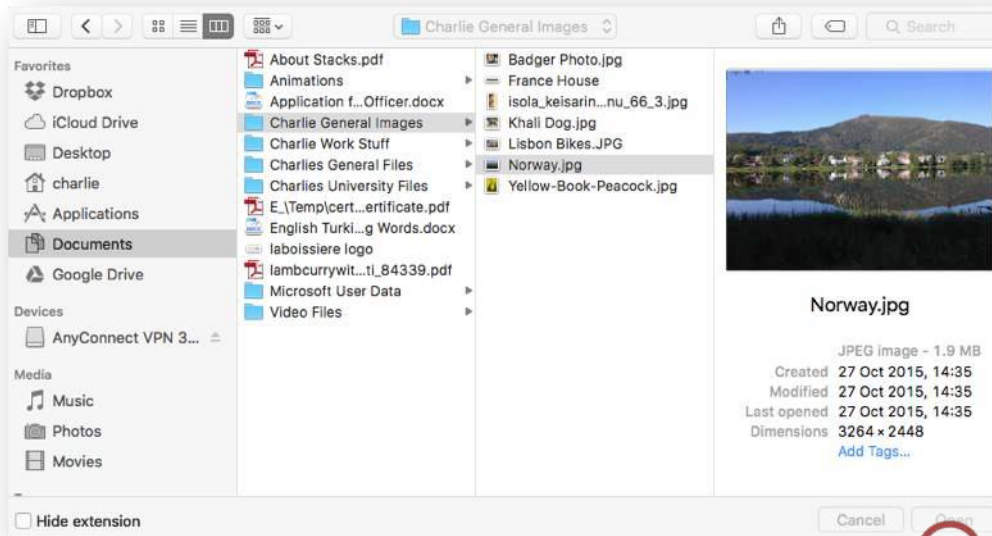 Charlie General Images
Search
Favorites
Dropbox
iCloud Drive
Desktop
charlie
Applications
Documents
Google Drive
Devices
AnyConnect VPN 3...
Media
Music
Photos
Movies
About Stacks.pdf
Animations
Application f...Officer.docx
Charlie General Images
Charlie Work Stuff
Charlies General Files
Charlies University Files
E_\Temp\cert...ertificate.pdf
English Turki...g Words.docx
laboissiere logo
lambcurrywit...ti_84339.pdf
Microsoft User Data
Video Files
Badger Photo.jpg
France House
isola_keisarin...nu_66_3.jpg
Khali Dog.jpg
Lisbon Bikes.JPG
Norway.jpg
Yellow-Book-Peacock.jpg
Norway.jpg
JPEG image - 1.9 MB
Created 27 Oct 2015, 14:35
Modified 27 Oct 2015, 14:35
Last opened 27 Oct 2015, 14:35
Dimensions 3264 × 2448
Add Tags...
Hide extension
Cancel
Open